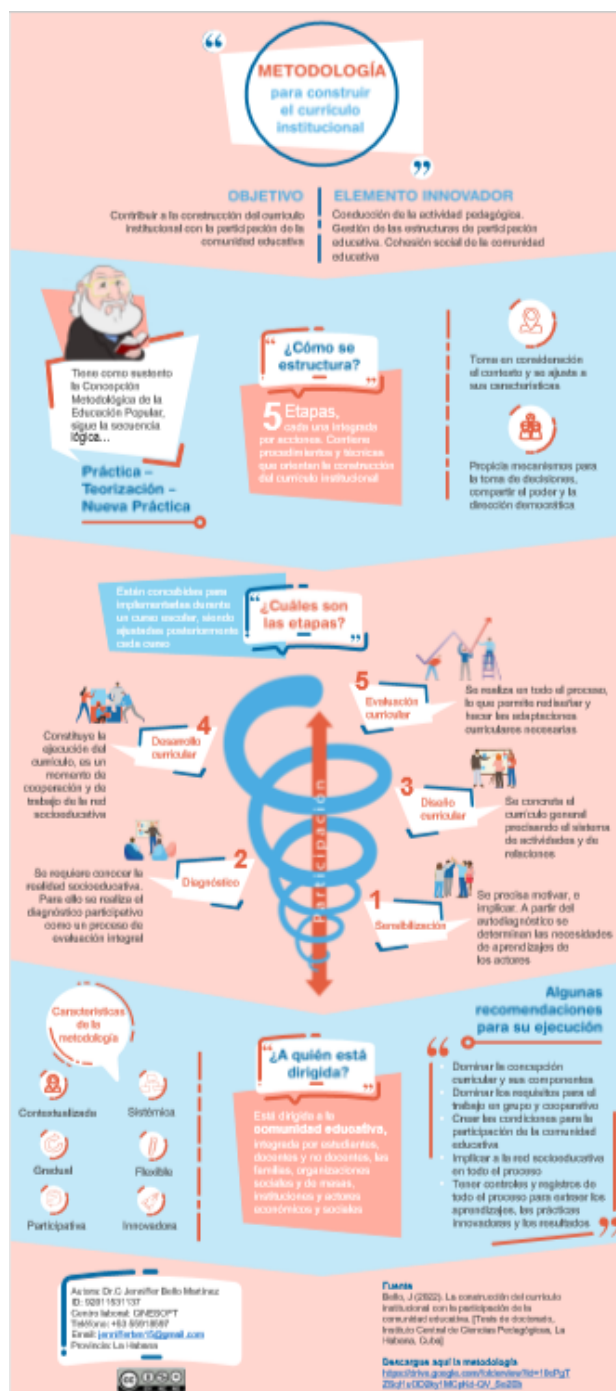 METODOLOGÍA
para construir
el currículo
institucional
OBJETIVO
Contribuir a la construcción del currículo
institucional con la participación de la
comunidad educativa
ELEMENTO INNOVADOR
Conducción de la actividad pedagógica.
Gestión de las estructuras de participación
educativa. Cohesión social de la comunidad
educativa
Tiene como sustento
la Concepción
Metodológica de la
Educación Popular,
sigue la secuencia
lógica...
Práctica –
Teorización –
Nueva Práctica
¿Cómo se
estructura?
5 Etapas,
cada una integrada
por acciones. Contiene
procedimientos y técnicas
que orientan la construcción
del currículo institucional
Toma en consideración
el contexto y se ajusta a
sus características
Propicia mecanismos para
la toma de decisiones,
compartir el poder y la
dirección democrática
Están concebidas para
implementarlas durante
un curso escolar, siendo
ajustadas posteriormente
cada curso
¿Cuáles son
las etapas?
5
Evaluación
curricular
Se realiza en todo el proceso,
lo que permite rediseñar y
hacer las adaptaciones
curriculares necesarias
4
Desarrollo
curricular
Constituye la
ejecución del
currículo, es un
momento de
cooperación y de
trabajo de la red
socioeducativa
3
Diseño
curricular
Se concreta el
currículo general
precisando el sistema
de actividades y de
relaciones
2
Diagnóstico
Se requiere conocer la
realidad socioeducativa.
Para ello se realiza el
diagnóstico participativo
como un proceso de
evaluación integral
1
Sensibilización
Se precisa motivar, e
implicar. A partir del
autodiagnóstico se
determinan las necesidades
de aprendizajes de
los actores
Participación
Características
de la
metodología
Contextualizada
Sistémica
Gradual
Flexible
Participativa
Innovadora
¿A quién está
dirigida?
Está dirigida a la
comunidad educativa,
integrada por estudiantes,
docentes y no docentes, las
familias, organizaciones
sociales y de masas,
instituciones y actores
económicos y sociales
Algunas
recomendaciones
para su ejecución
Dominar la concepción
curricular y sus componentes
Dominar los requisitos para el
trabajo en grupo y cooperativo
Crear las condiciones para la
participación de la comunidad
educativa
Implicar a la red socioeducativa
en todo el proceso
Tener controles y registros de
todo el proceso para extraer los
aprendizajes, las prácticas
innovadoras y los resultados
Autora: Dr.C Jenniffer Bello Martínez
Centro laboral: CINESOFT
Teléfono:
Email:
Provincia: La Habana
Fuente
Bello, J (2022). La construcción del currículo
institucional con la participación de la
comunidad educativa. [Tesis de doctorado,
Instituto Central de Ciencias Pedagógicas, La
Habana, Cuba]
Descargue aquí la metodología